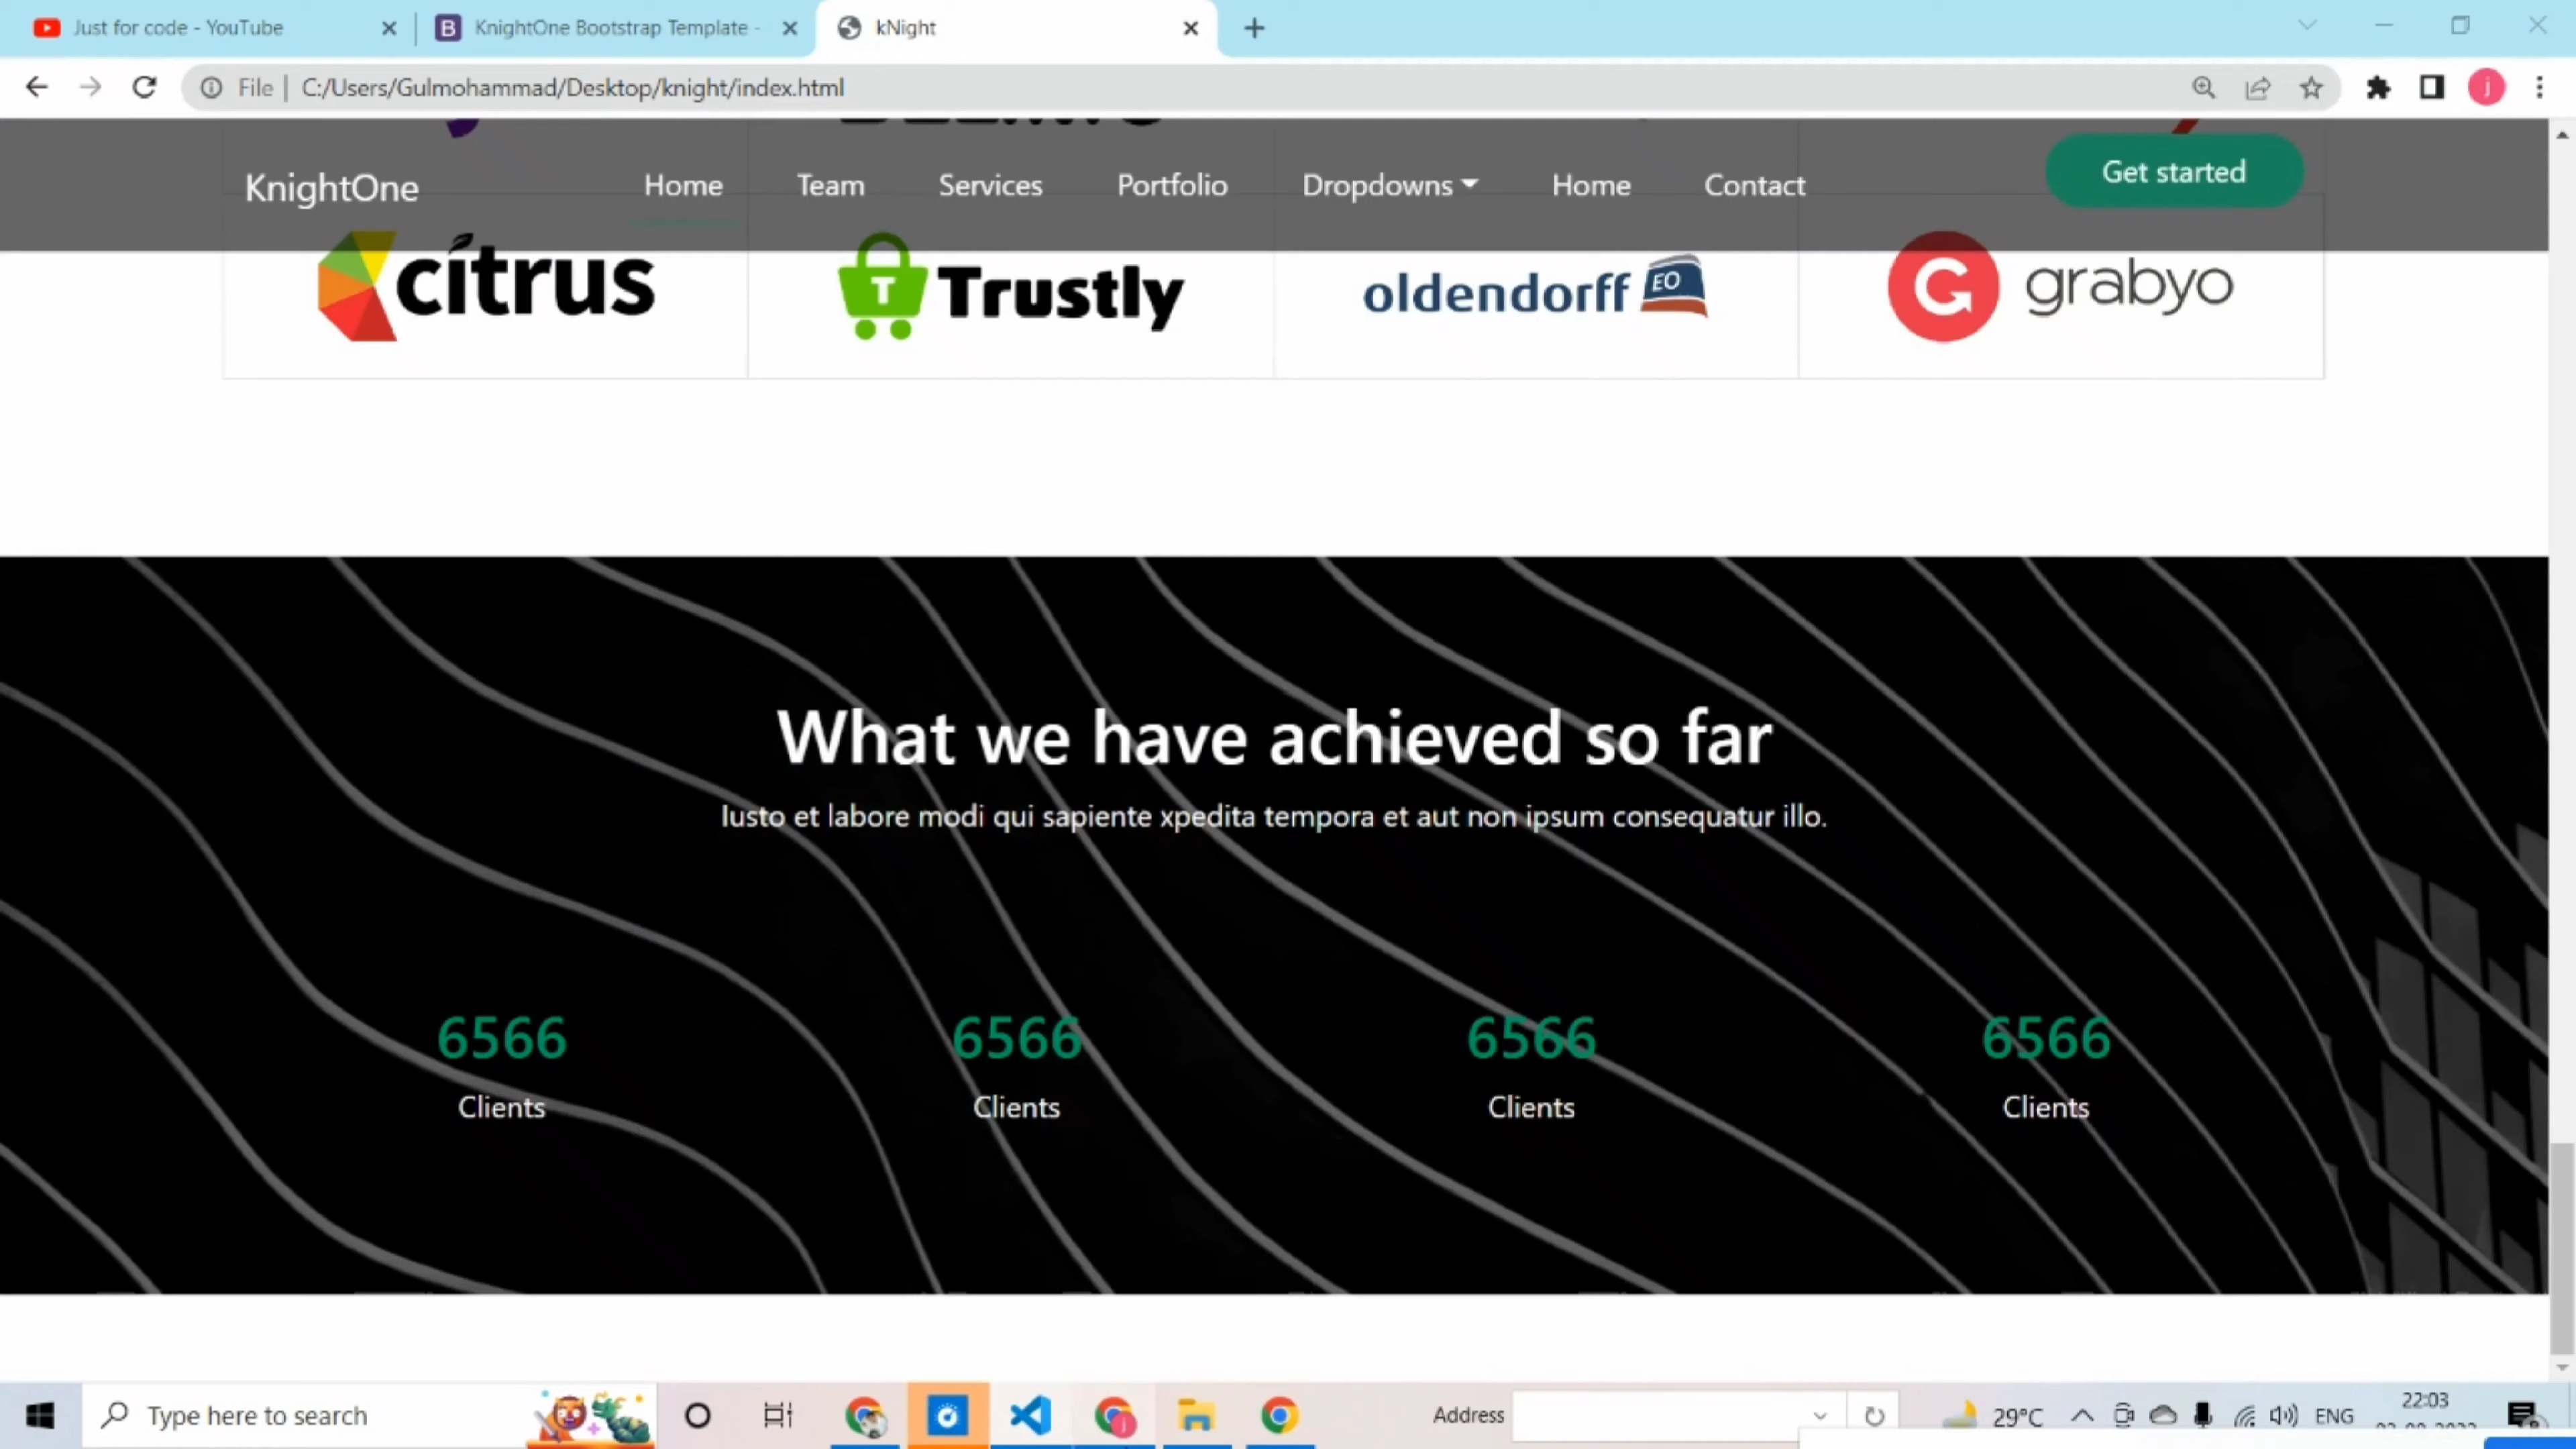 Just for code - YouTube
KnightOne Bootstrap Template -
kNight
File | C:/Users/Gulmohammad/Desktop/knight/index.html
KnightOne
Home
Team
Services
Portfolio
Dropdowns
Home
Contact
Get started
citrus
Trustly
oldendorff EO
grabyo
What we have achieved so far
Iusto et labore modi qui sapiente xpedita tempora et aut non ipsum consequatur illo.
6566 6566 6566 6566
Clients Clients Clients Clients
Type here to search
Address
29°C
ENG
22:03